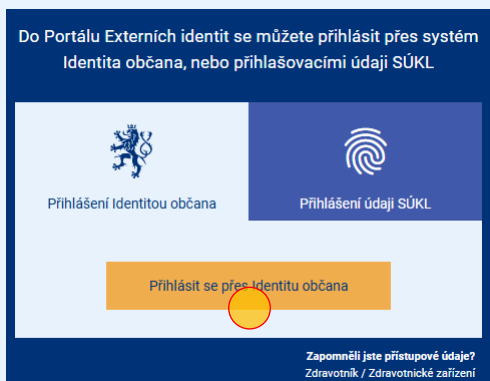 Do Portálu Externích identit se můžete přihlásit přes systém
Identita občana, nebo přihlašovacími údaji SÚKL
Přihlášení Identitou občana
Přihlášení údaji SÚKL
Přihlásit se přes Identitu občana
Zapomněli jste přístupové údaje?
Zdravotník / Zdravotnické zařízení